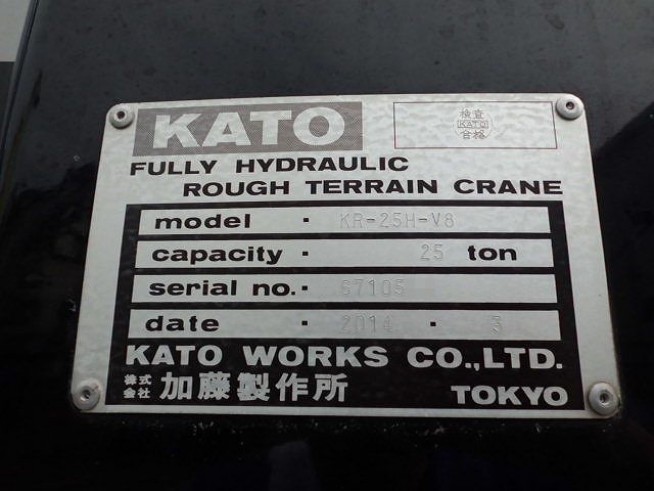 KATO
検査
KATO
合格
FULLY HYDRAULIC
ROUGH TERRAIN CRANE
model · KR-25H-V8
capacity · 25 ton
serial no. · 67105
date · 2014 · 3
KATO WORKS CO.,LTD.
株式会社 加藤製作所 TOKYO